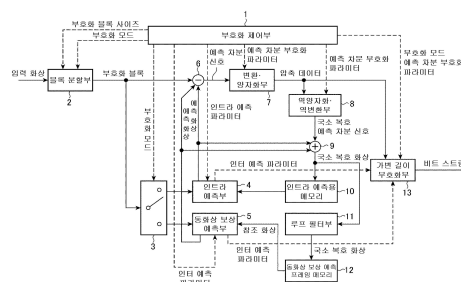 1
부호화 제어부
부호화 블록 사이즈
부호화 모드
입력 화상
블록 분할부
2
부호화 블록
6
예측 차분 신호
예측 차분 부호화
파라미터
변환·
양자화부
7
압축 데이터
인트라 예측
파라미터
부호화 모드
예측 차분 부호화
파라미터
역양자화·
역변환부
8
국소 복호
예측 차분 신호
9
국소 복호 화상
부호화 모드
예측 화상
인터 예측 파라미터
가변 길이
부호화부
13
비트 스트림
3
인트라
예측부
4
인트라 예측용
메모리
10
동화상 보상
예측부
5
참조 화상
루프 필터부
11
인터 예측
파라미터
인터 예측
파라미터
국소 복호 화상
동화상 보상 예측
프레임 메모리
12